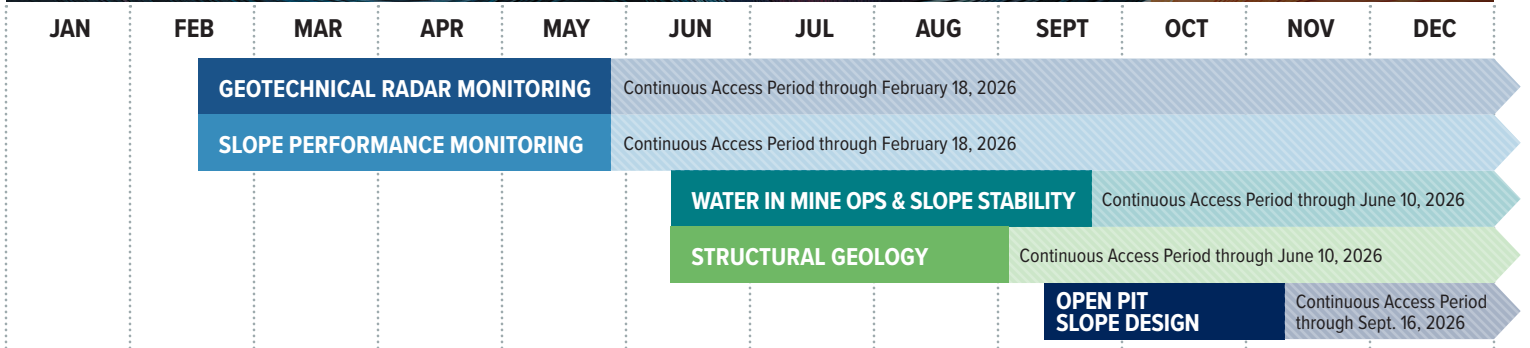 JAN FEB MAR APR MAY JUN JUL AUG SEPT OCT NOV DEC
GEOTECHNICAL RADAR MONITORING Continuous Access Period through February 18, 2026
SLOPE PERFORMANCE MONITORING Continuous Access Period through February 18, 2026
WATER IN MINE OPS & SLOPE STABILITY Continuous Access Period through June 10, 2026
STRUCTURAL GEOLOGY Continuous Access Period through June 10, 2026
OPEN PIT
SLOPE DESIGN
Continuous Access Period
through Sept. 16, 2026